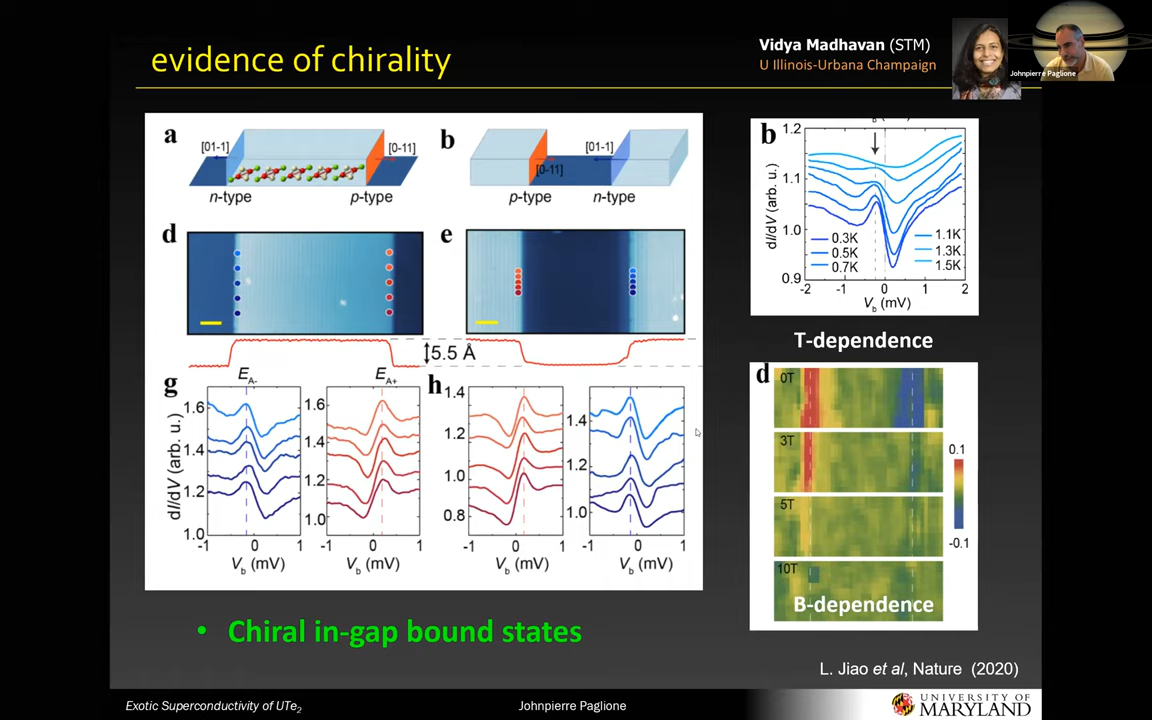 evidence of chirality
Vidya Madhavan (STM)
U Illinois-Urbana Champaign
Johnpierre Paglione
a
[01-1]
[0-11]
n-type
p-type
b
[0-11]
[01-1]
p-type
n-type
d
e
5.5 Å
g
E_A-
E_A+
h
dI/dV (arb. u.)
1.6
1.4
1.2
1.0
-1 0 1
V_b (mV)
1.6
1.4
1.2
1.0
-1 0 1
V_b (mV)
1.4
1.2
1.0
0.8
-1 0 1
V_b (mV)
1.4
1.2
1.0
-1 0 1
V_b (mV)
b
dI/dV (arb. u.)
1.2
1.1
1.0
0.9
0.3K
0.5K
0.7K
1.1K
1.3K
1.5K
-2 -1 0 1 2
V_b (mV)
T-dependence
d
0T
3T
5T
10T
0.1
-0.1
B-dependence
• Chiral in-gap bound states
L. Jiao et al, Nature (2020)
Exotic Superconductivity of UTe₂
Johnpierre Paglione
UNIVERSITY OF
MARYLAND